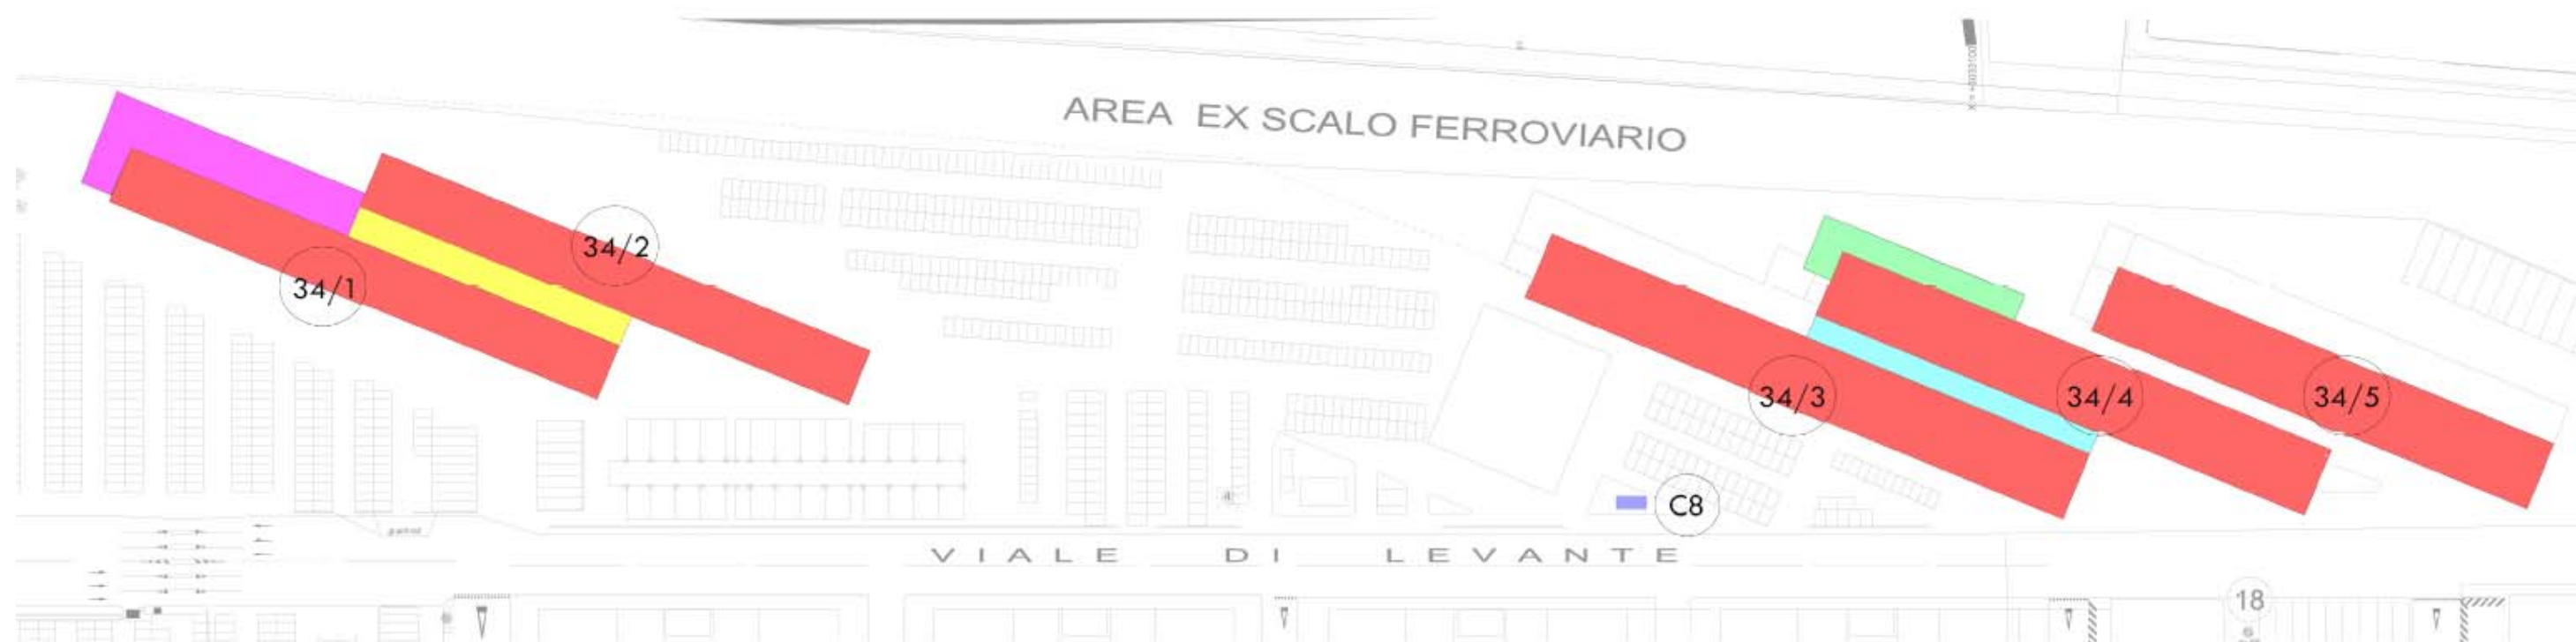 AREA EX SCALO FERROVIARIO
34/2
34/1
34/3
34/4
34/5
C8
VIALE DI LEVANTE
18